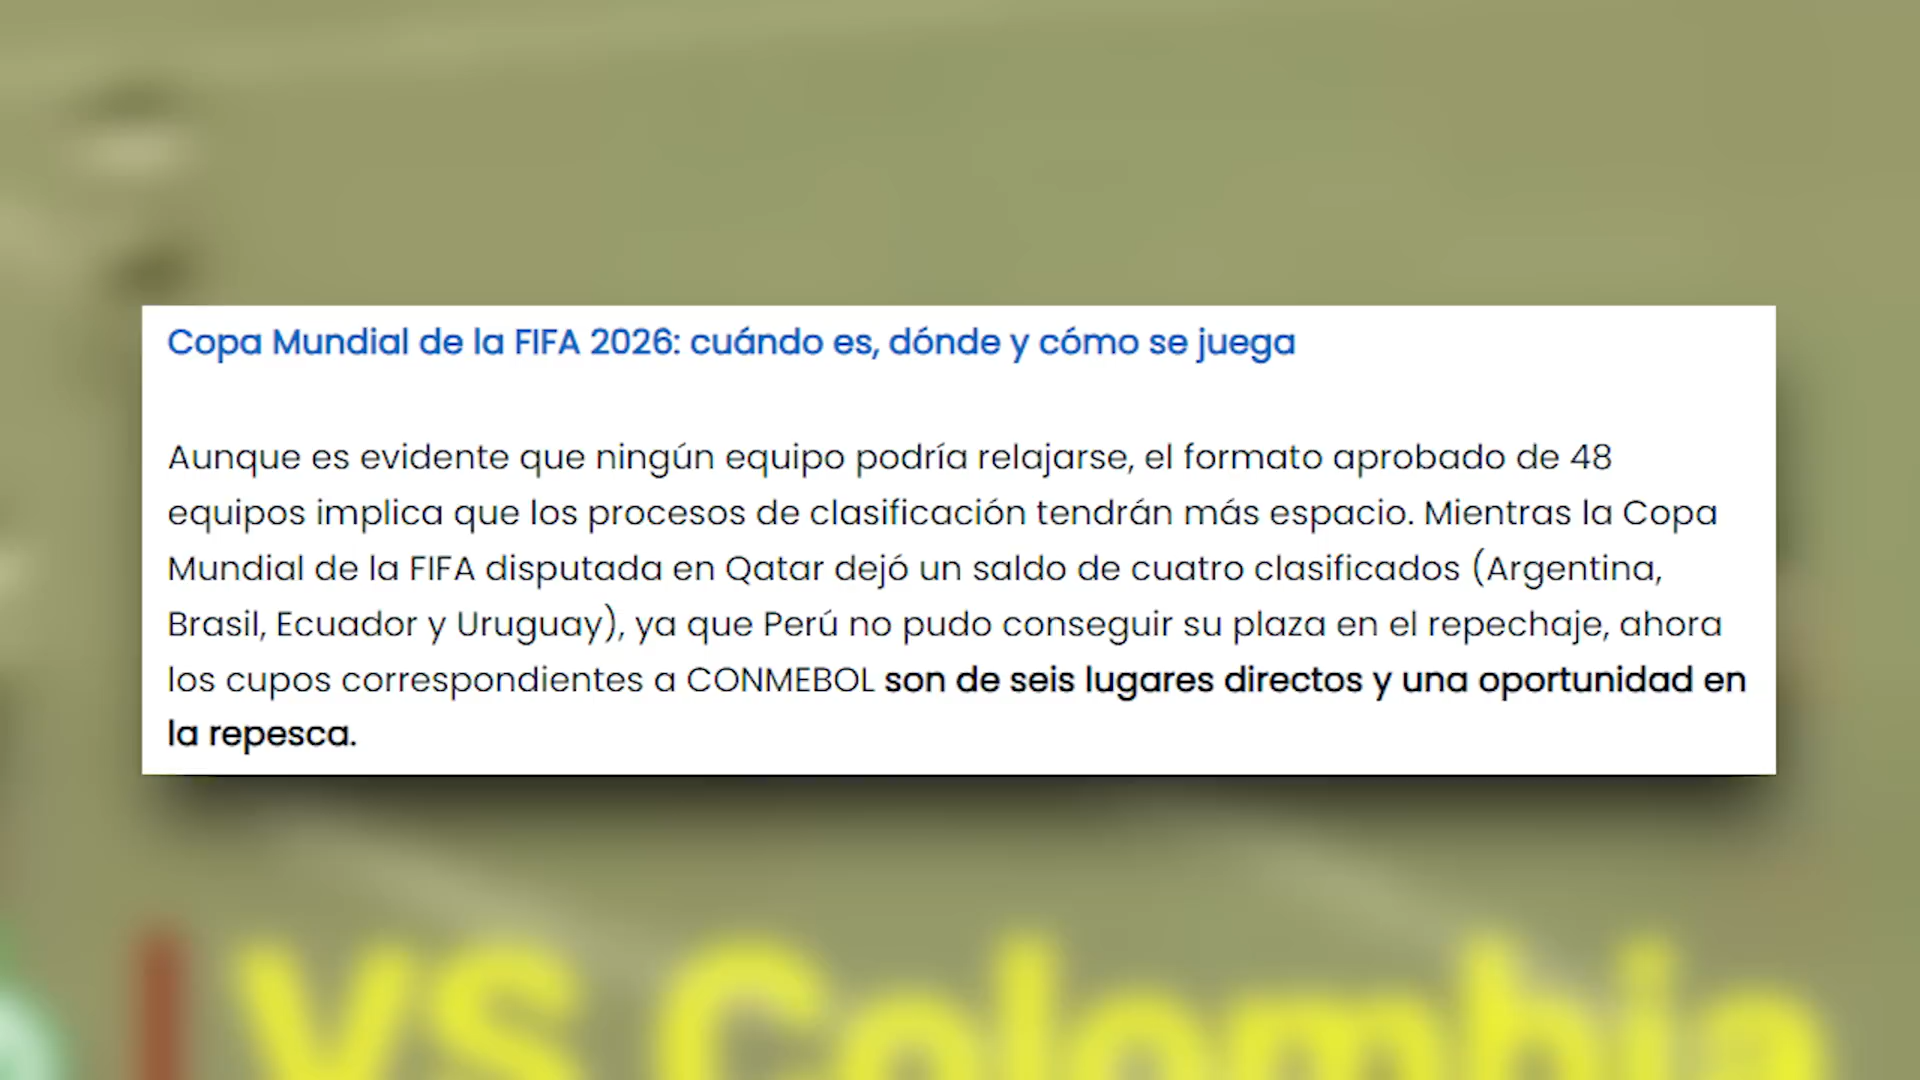 Copa Mundial de la FIFA 2026: cuándo es, dónde y cómo se juega
Aunque es evidente que ningún equipo podría relajarse, el formato aprobado de 48
equipos implica que los procesos de clasificación tendrán más espacio. Mientras la Copa
Mundial de la FIFA disputada en Qatar dejó un saldo de cuatro clasificados (Argentina,
Brasil, Ecuador y Uruguay), ya que Perú no pudo conseguir su plaza en el repechaje, ahora
los cupos correspondientes a CONMEBOL son de seis lugares directos y una oportunidad en
la repesca.
VS Colombia